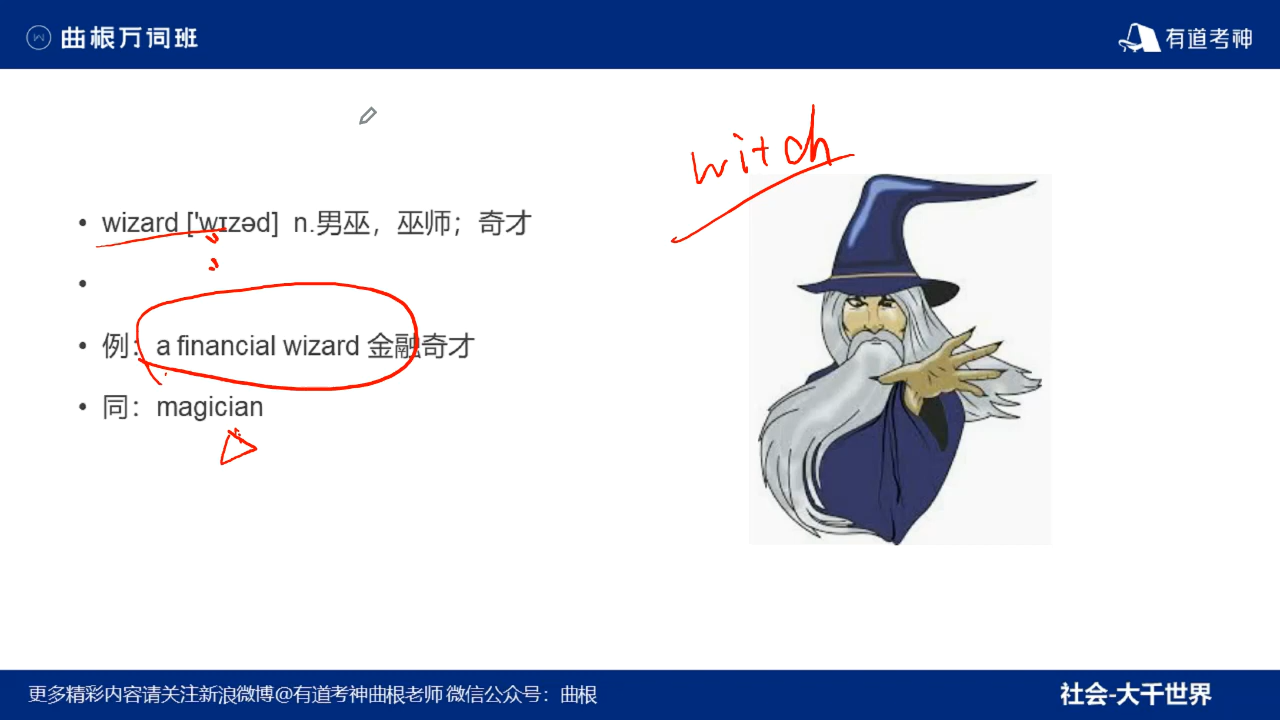 曲根万词班
有道考神
witch
wizard ['wɪzəd] n.男巫，巫师；奇才
例：a financial wizard 金融奇才
同：magician
更多精彩内容请关注新浪微博@有道考神曲根老师 微信公众号：曲根
社会-大千世界